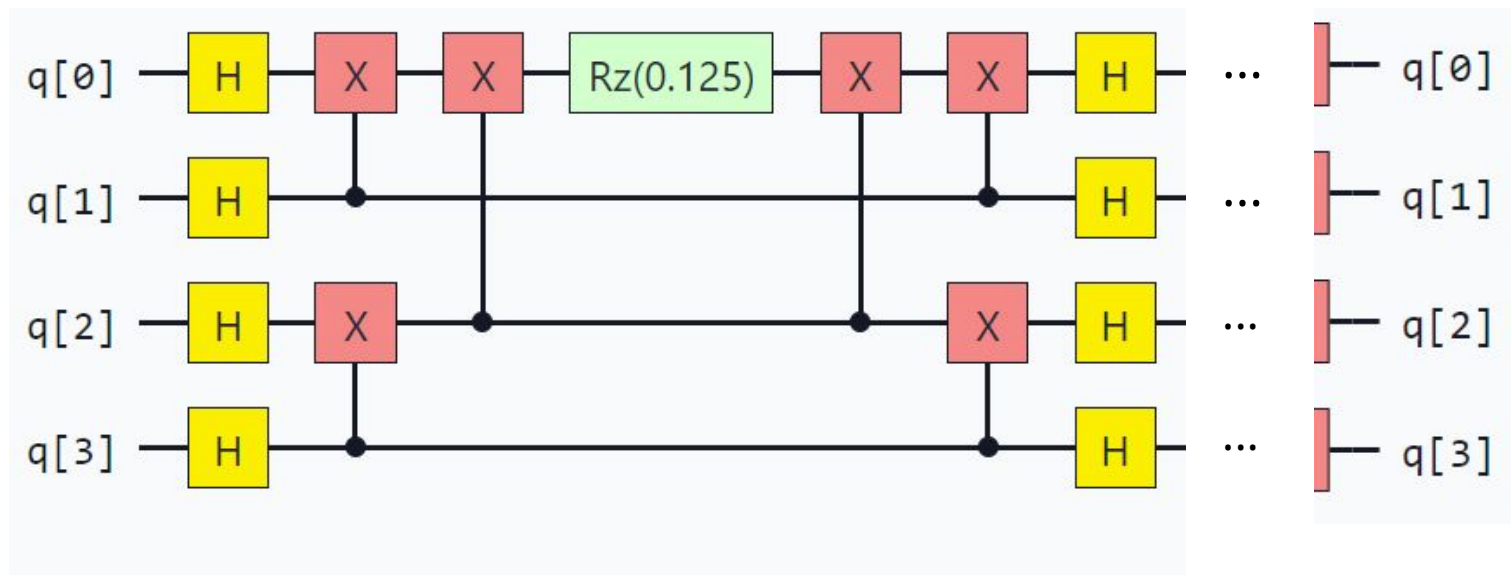 q[0] H X X Rz(0.125) X X H ... q[0]
q[1] H H ... q[1]
q[2] H X X H ... q[2]
q[3] H H ... q[3]